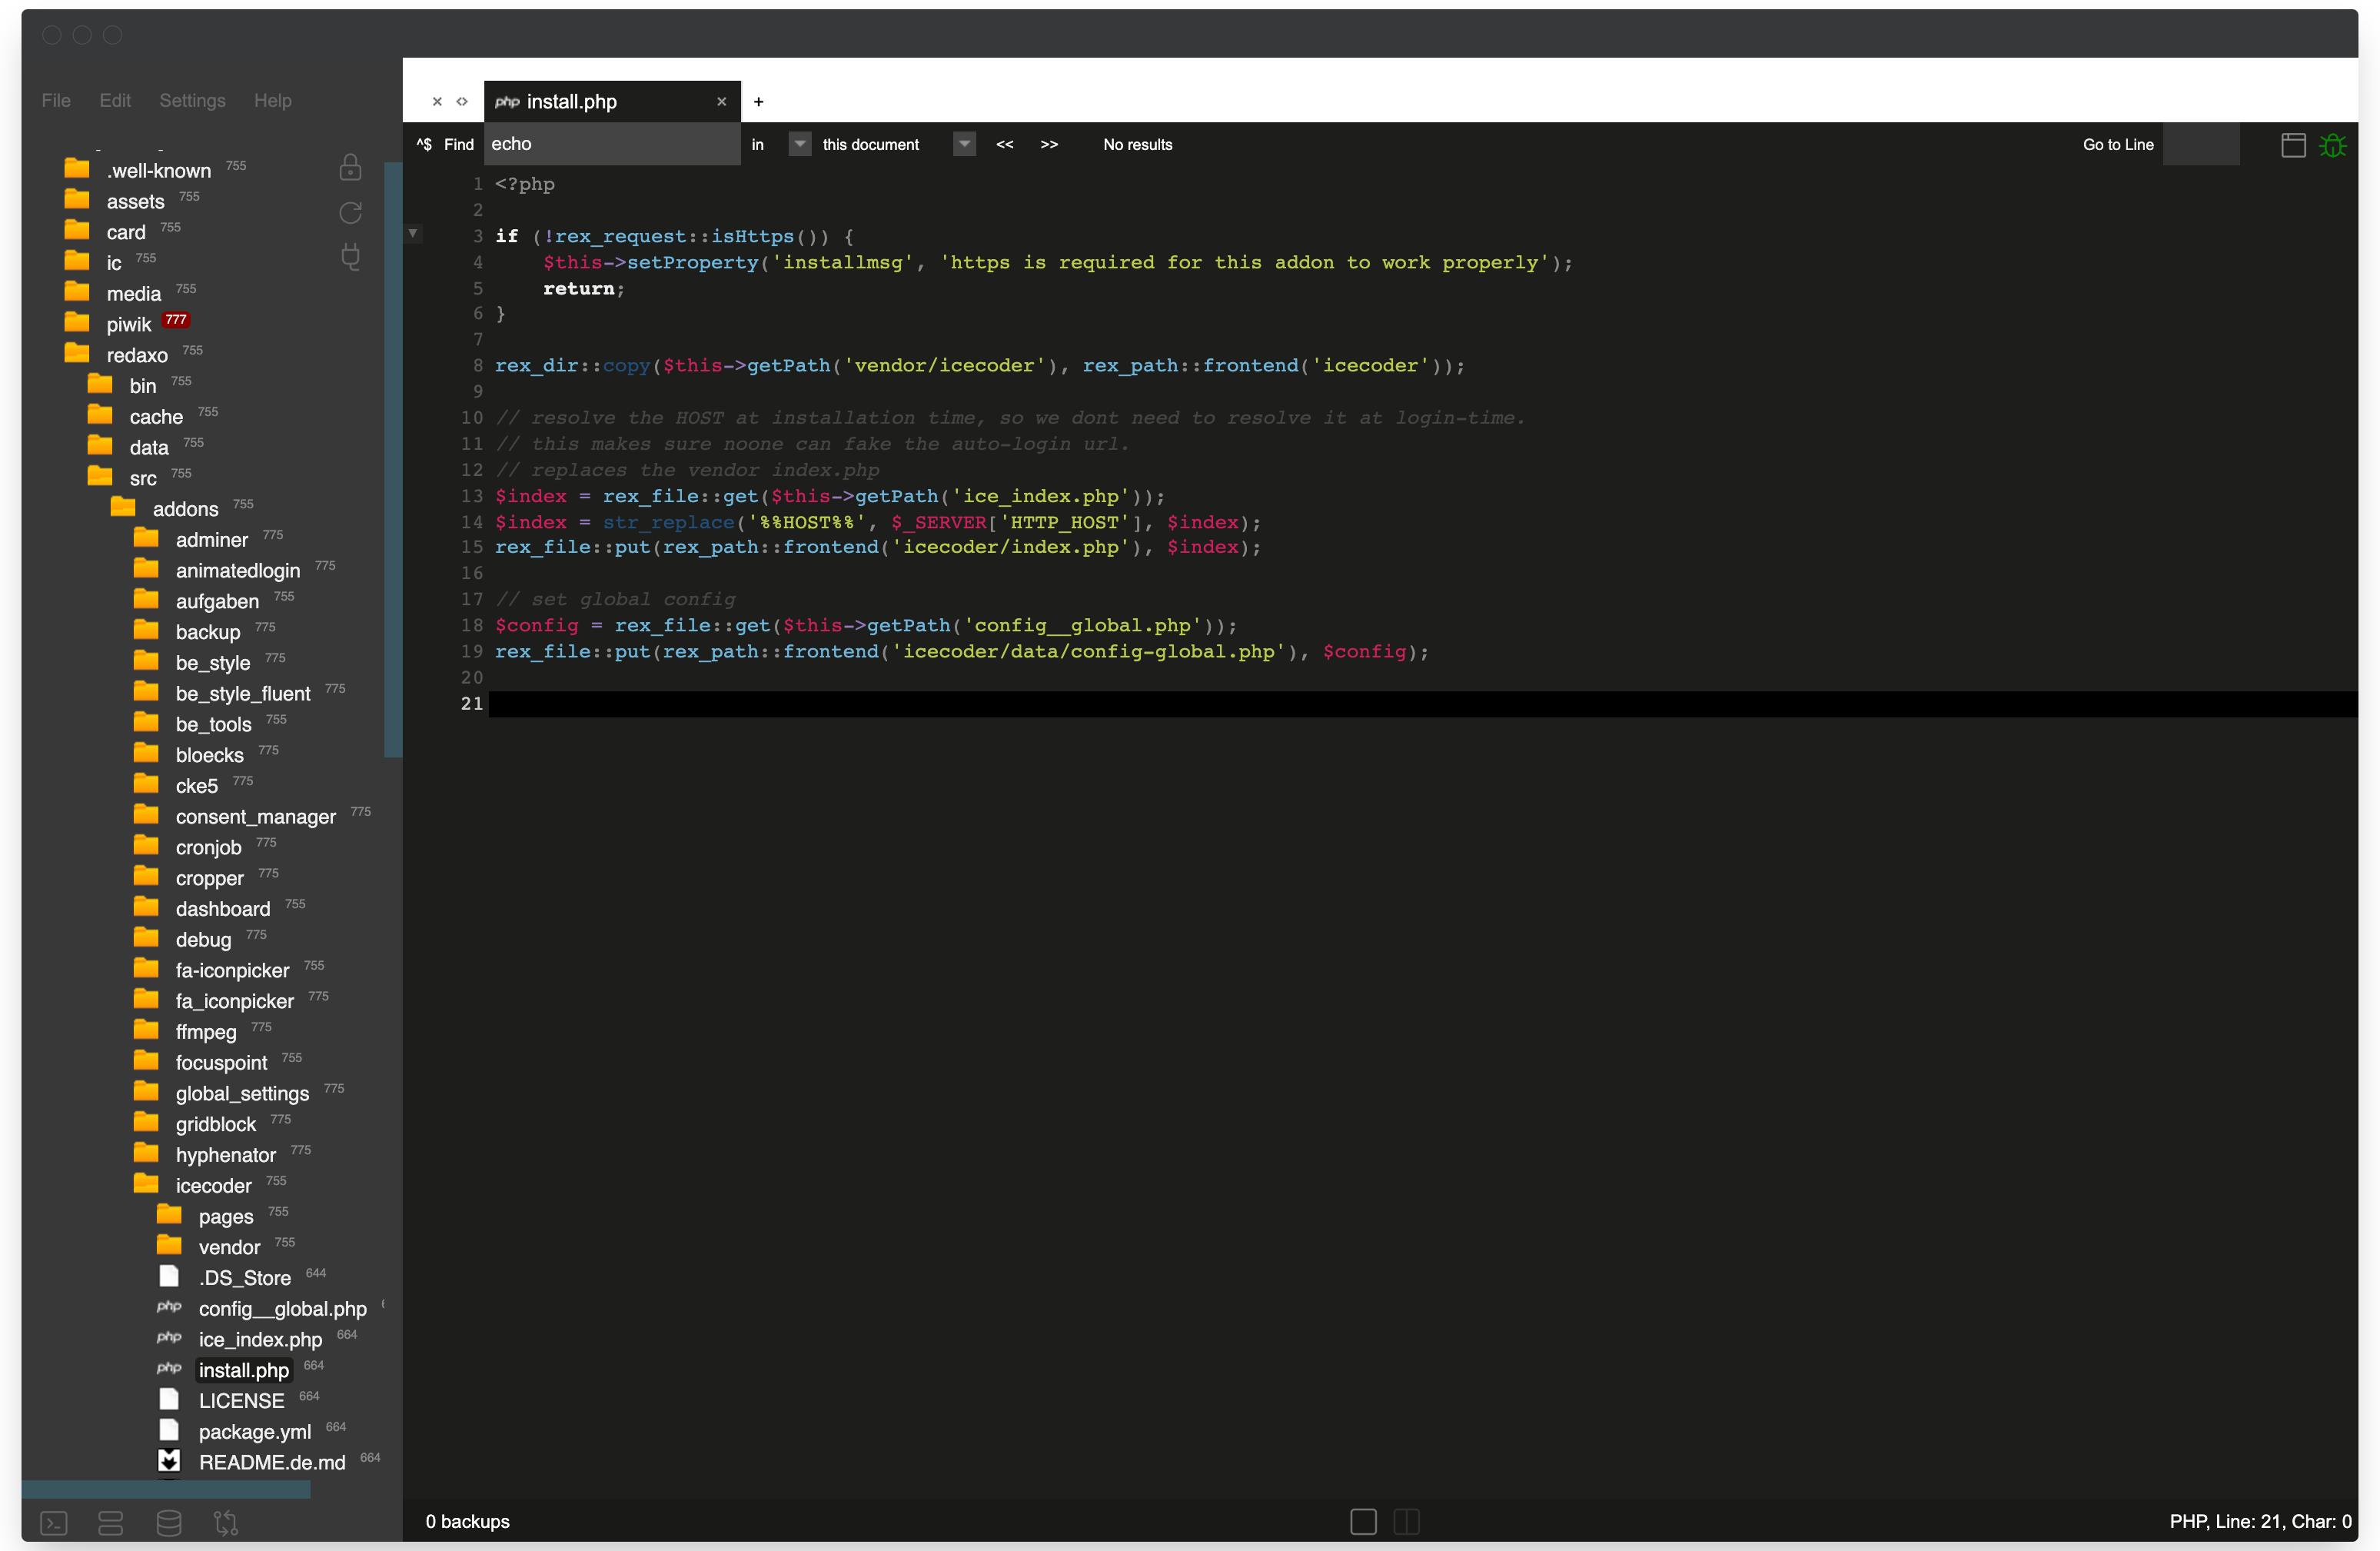 File Edit Settings Help
.well-known 755
assets 755
card 755
ic 755
media 755
piwik 777
redaxo 755
bin 755
cache 755
data 755
src 755
addons 755
adminer 775
animatedlogin 775
aufgaben 755
backup 775
be_style 775
be_style_fluent 775
be_tools 755
bloecks 775
cke5 775
consent_manager 775
cronjob 775
cropper 775
dashboard 755
debug 775
fa-iconpicker 755
fa_iconpicker 775
ffmpeg 775
focuspoint 755
global_settings 775
gridblock 775
hyphenator 775
icecoder 755
pages 755
vendor 755
.DS_Store 644
php config__global.php
php ice_index.php 664
php install.php 664
LICENSE 664
package.yml 664
README.de.md 664
× <> php install.php × +
^$ Find echo in this document << >> No results Go to Line
1 <?php
2
3 if (!rex_request::isHttps()) {
4     $this->setProperty('installmsg', 'https is required for this addon to work properly');
5     return;
6 }
7
8 rex_dir::copy($this->getPath('vendor/icecoder'), rex_path::frontend('icecoder'));
9
10 // resolve the HOST at installation time, so we dont need to resolve it at login-time.
11 // this makes sure noone can fake the auto-login url.
12 // replaces the vendor index.php
13 $index = rex_file::get($this->getPath('ice_index.php'));
14 $index = str_replace('%%HOST%%', $_SERVER['HTTP_HOST'], $index);
15 rex_file::put(rex_path::frontend('icecoder/index.php'), $index);
16
17 // set global config
18 $config = rex_file::get($this->getPath('config__global.php'));
19 rex_file::put(rex_path::frontend('icecoder/data/config-global.php'), $config);
20
21
0 backups
PHP, Line: 21, Char: 0